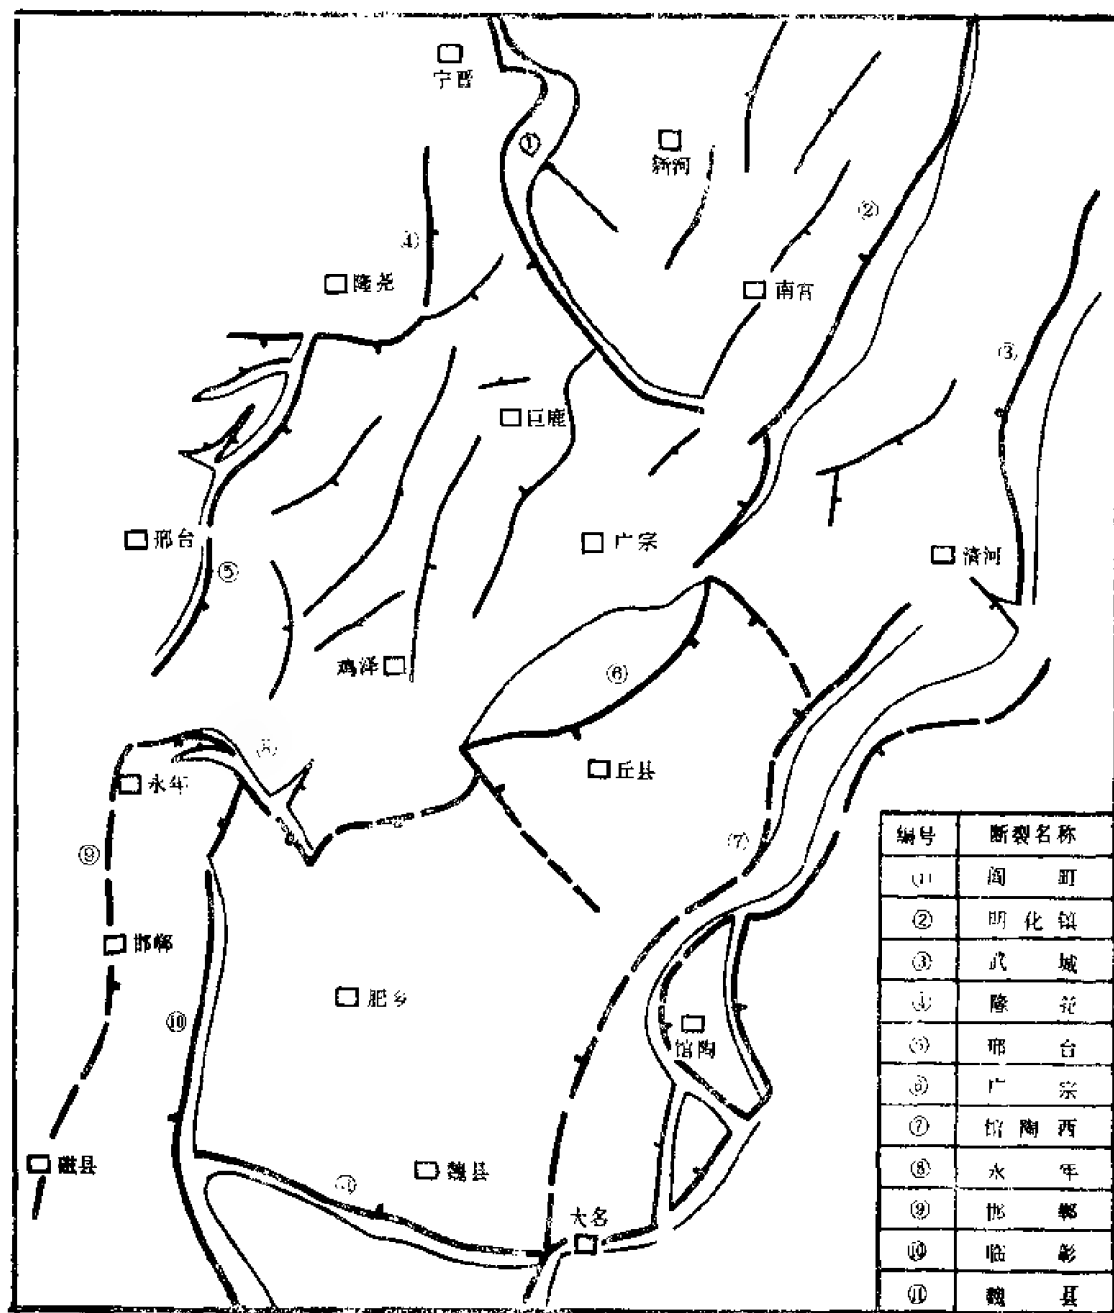 宁晋
①
新河
②
④
隆尧
南宫
③
巨鹿
邢台
广宗
清河
⑤
鸡泽
⑥
⑧
永年
丘县
⑦
⑨
邯郸
肥乡
⑩
馆陶
磁县
魏县
大名
编号 断裂名称
① 町
② 明化镇
③ 武城
④ 隆尧
⑤ 邢台
⑥ 广宗
⑦ 馆陶西
⑧ 永年
⑨ 邯郸
⑩ 临彰
⑪ 魏县